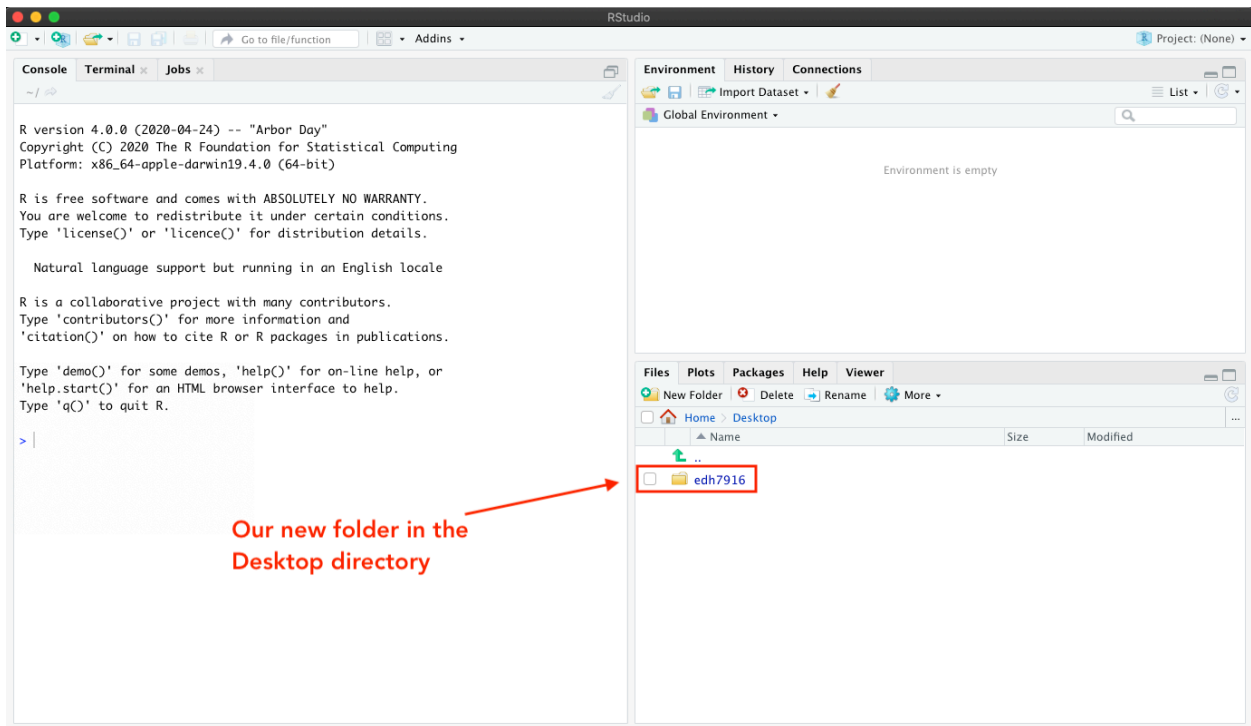 RStudio
Go to file/function
Addins
Project: (None)
Console Terminal Jobs
~/
R version 4.0.0 (2020-04-24) -- "Arbor Day"
Copyright (C) 2020 The R Foundation for Statistical Computing
Platform: x86_64-apple-darwin19.4.0 (64-bit)
R is free software and comes with ABSOLUTELY NO WARRANTY.
You are welcome to redistribute it under certain conditions.
Type 'license()' or 'licence()' for distribution details.
Natural language support but running in an English locale
R is a collaborative project with many contributors.
Type 'contributors()' for more information and
'citation()' on how to cite R or R packages in publications.
Type 'demo()' for some demos, 'help()' for on-line help, or
'help.start()' for an HTML browser interface to help.
Type 'q()' to quit R.
>
Our new folder in the
Desktop directory
Environment History Connections
Import Dataset
List
Global Environment
Environment is empty
Files Plots Packages Help Viewer
New Folder Delete Rename More
Home > Desktop ...
Name Size Modified
..
edh7916